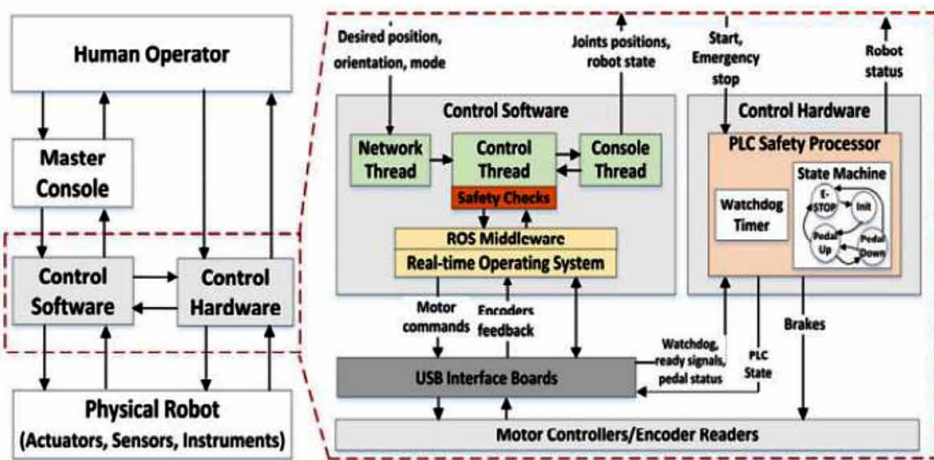 Human Operator
Master
Console
Control
Software
Control
Hardware
Physical Robot
(Actuators, Sensors, Instruments)
Desired position,
orientation, mode
Joints positions,
robot state
Start,
Emergency
stop
Robot
status
Control Software
Network
Thread
Control
Thread
Console
Thread
Safety Checks
ROS Middleware
Real-time Operating System
Control Hardware
PLC Safety Processor
Watchdog
Timer
State Machine
E-
STOP
Init
Pedal
Up
Pedal
Down
Motor
commands
Encoders
feedback
Watchdog,
ready signals,
pedal status
PLC
State
Brakes
USB Interface Boards
Motor Controllers/Encoder Readers